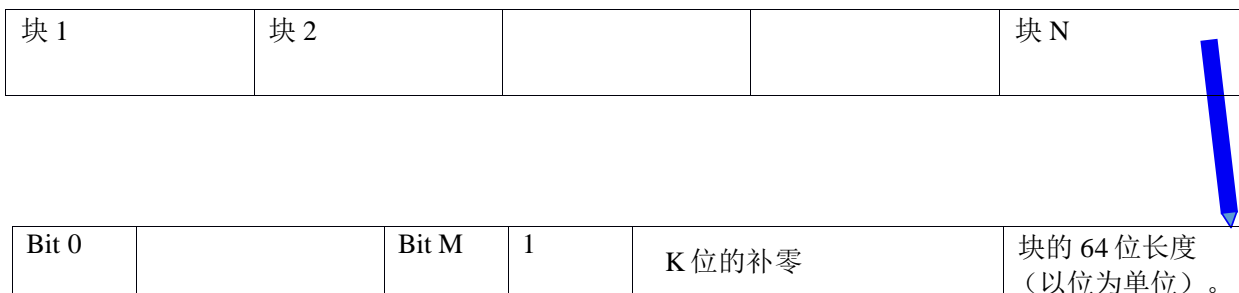 块 1
块 2
块 N
Bit 0
Bit M
1
K 位的补零
块的 64 位长度
（以位为单位）。